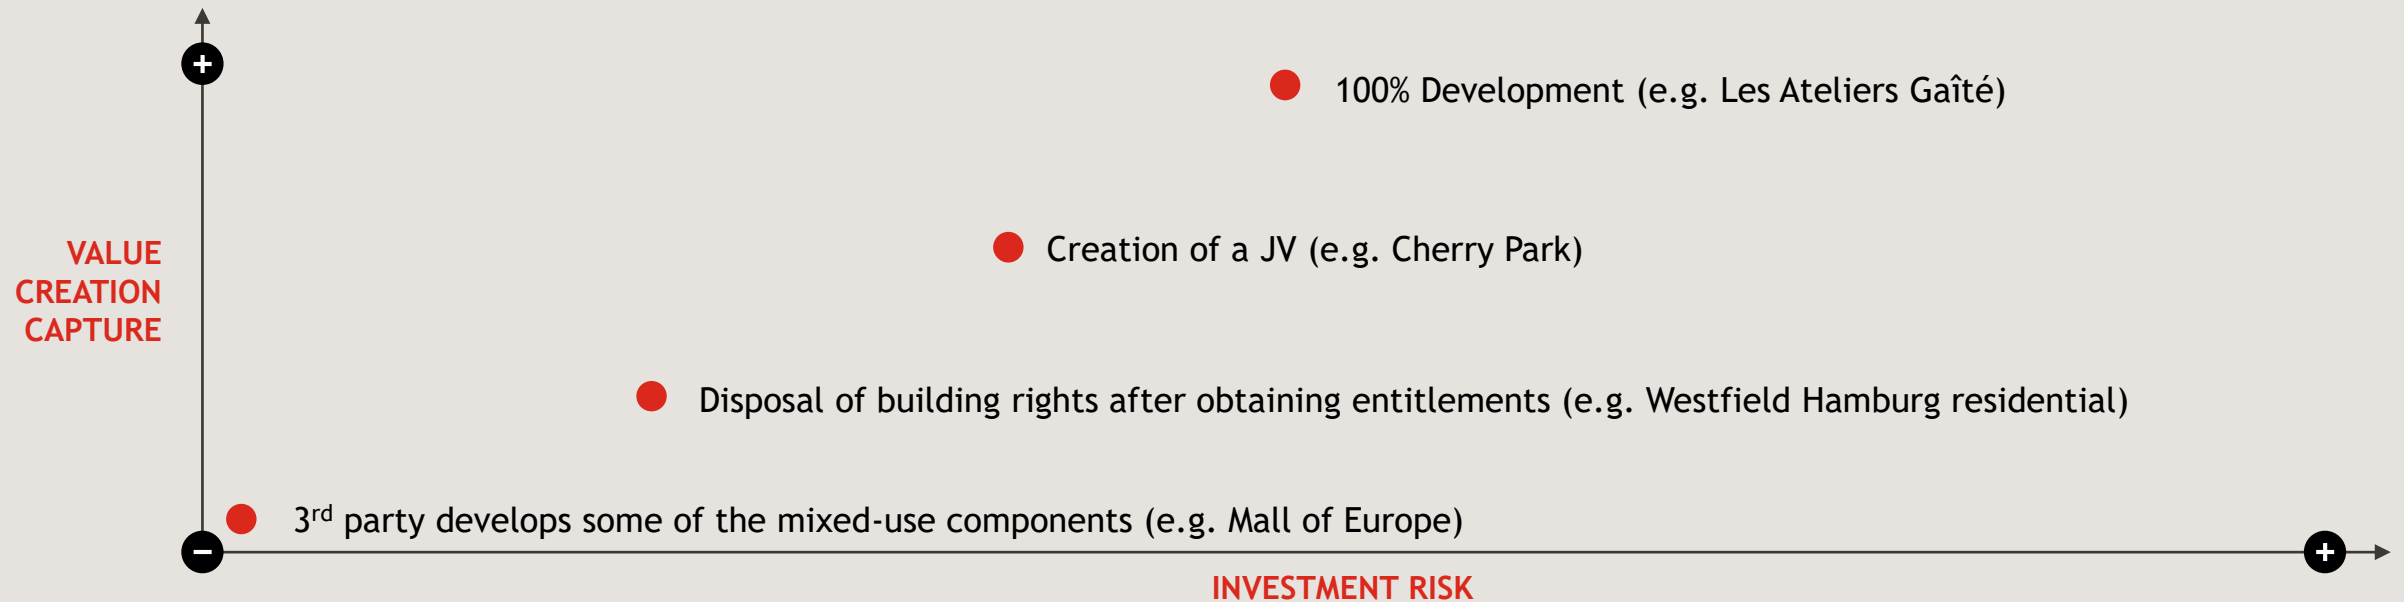 +
100% Development (e.g. Les Ateliers Gaîté)
Creation of a JV (e.g. Cherry Park)
VALUE
CREATION
CAPTURE
Disposal of building rights after obtaining entitlements (e.g. Westfield Hamburg residential)
3rd party develops some of the mixed-use components (e.g. Mall of Europe)
− +
INVESTMENT RISK